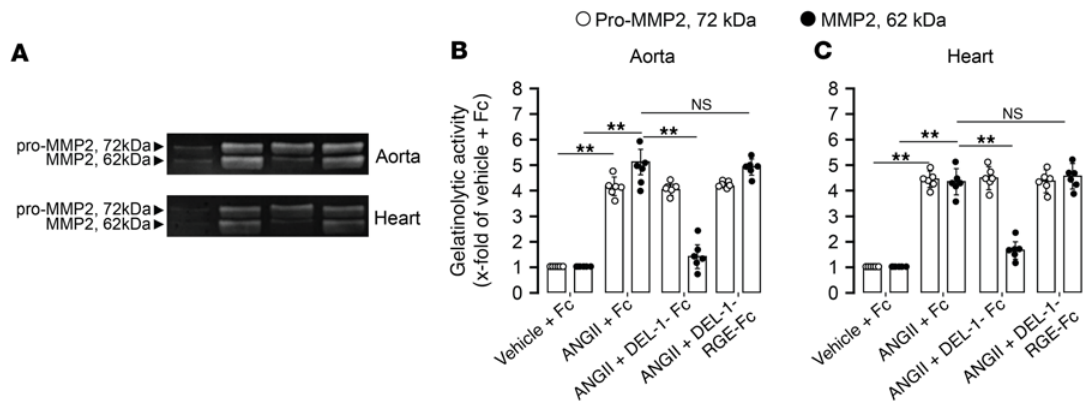 Pro-MMP2, 72 kDa
MMP2, 62 kDa
A
pro-MMP2, 72kDa
MMP2, 62kDa
Aorta
pro-MMP2, 72kDa
MMP2, 62kDa
Heart
B
Aorta
Gelatinolytic activity
(x-fold of vehicle + Fc)
8
7
6
5
4
3
2
1
0
NS
**
**
**
Vehicle + Fc
ANGII + Fc
ANGII + DEL-1- Fc
ANGII + DEL-1-
RGE-Fc
C
Heart
8
7
6
5
4
3
2
1
0
NS
**
**
**
Vehicle + Fc
ANGII + Fc
ANGII + DEL-1- Fc
ANGII + DEL-1-
RGE-Fc